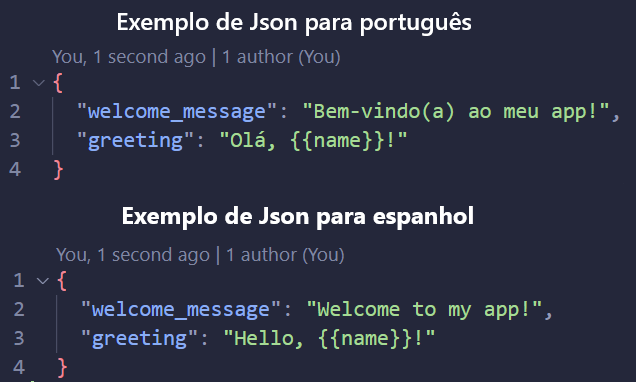 Exemplo de Json para português
You, 1 second ago | 1 author (You)
1 {
2 "welcome_message": "Bem-vindo(a) ao meu app!",
3 "greeting": "Olá, {{name}}!"
4 }
Exemplo de Json para espanhol
You, 1 second ago | 1 author (You)
1 {
2 "welcome_message": "Welcome to my app!",
3 "greeting": "Hello, {{name}}!"
4 }